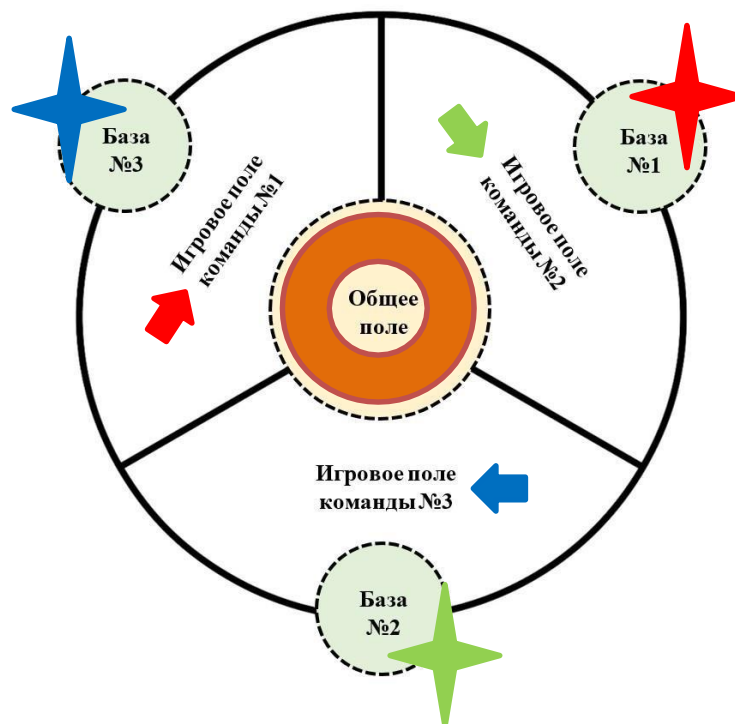 База
№3
База
№1
Игровое поле
команды №1
Игровое поле
команды №2
Общее
поле
Игровое поле
команды №3
База
№2